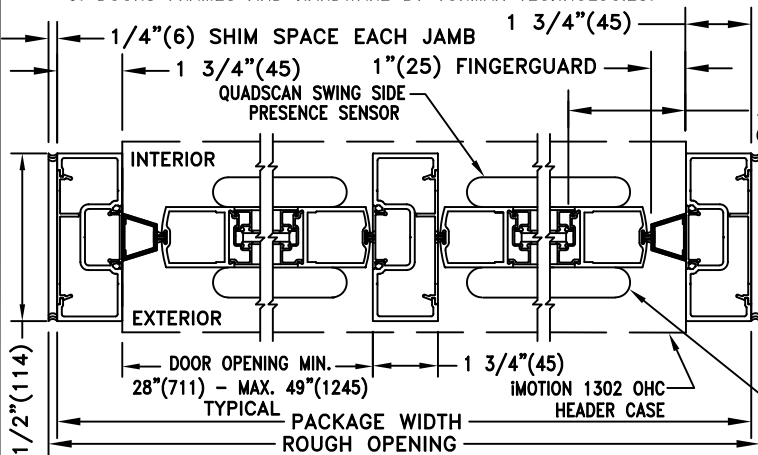 1 3/4"(45)
1/4"(6) SHIM SPACE EACH JAMB
1 3/4"(45)
1"(25) FINGERGUARD
QUADSCAN SWING SIDE
PRESENCE SENSOR
INTERIOR
EXTERIOR
DOOR OPENING MIN.
28"(711) – MAX. 49"(1245)
TYPICAL
1 3/4"(45)
iMOTION 1302 OHC
HEADER CASE
PACKAGE WIDTH
ROUGH OPENING
1/2"(114)